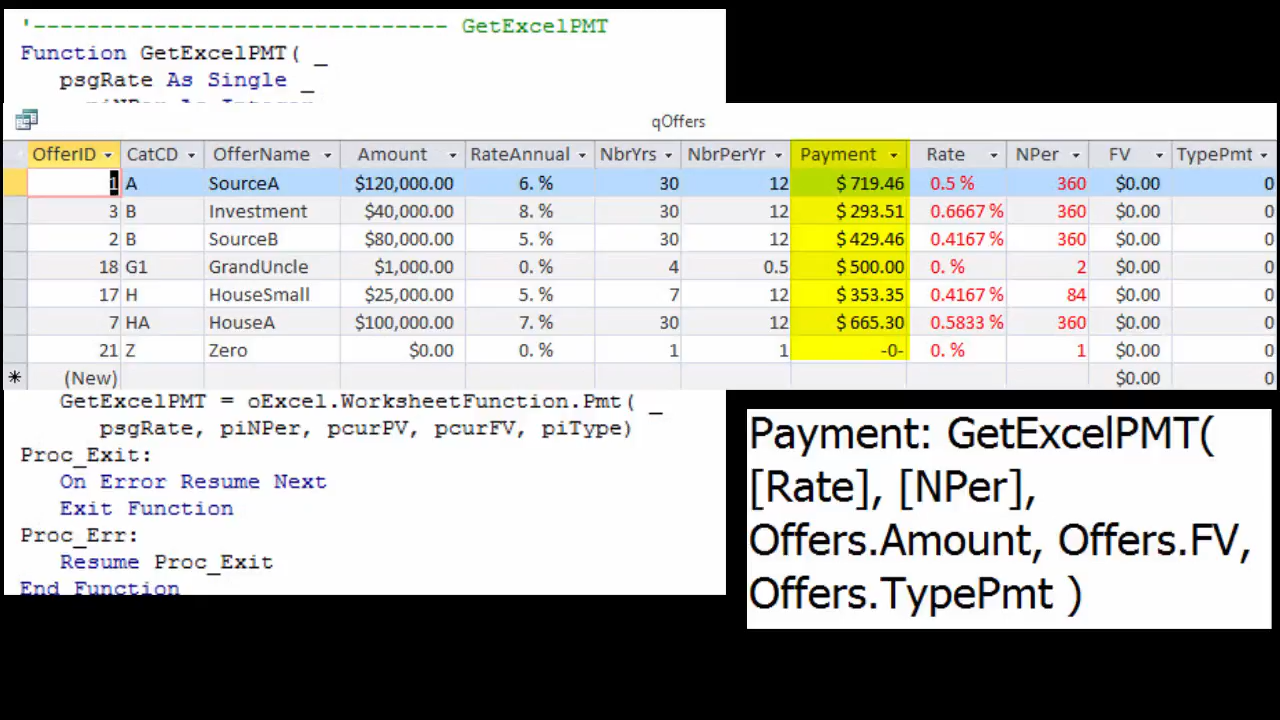 '------------------------------ GetExcelPMT
Function GetExcelPMT( _
psgRate As Single _
qOffers
OfferID CatCD OfferName Amount RateAnnual NbrYrs NbrPerYr Payment Rate NPer FV TypePmt
1 A SourceA $120,000.00 6. % 30 12 $ 719.46 0.5 % 360 $0.00 0
3 B Investment $40,000.00 8. % 30 12 $ 293.51 0.6667 % 360 $0.00 0
2 B SourceB $80,000.00 5. % 30 12 $ 429.46 0.4167 % 360 $0.00 0
18 G1 GrandUncle $1,000.00 0. % 4 0.5 $ 500.00 0. % 2 $0.00 0
17 H HouseSmall $25,000.00 5. % 7 12 $ 353.35 0.4167 % 84 $0.00 0
7 HA HouseA $100,000.00 7. % 30 12 $ 665.30 0.5833 % 360 $0.00 0
21 Z Zero $0.00 0. % 1 1 -0- 0. % 1 $0.00 0
(New) $0.00 0
GetExcelPMT = oExcel.WorksheetFunction.Pmt( _
psgRate, piNPer, pcurPV, pcurFV, piType)
Proc_Exit:
On Error Resume Next
Exit Function
Proc_Err:
Resume Proc_Exit
End Function
Payment: GetExcelPMT(
[Rate], [NPer],
Offers.Amount, Offers.FV,
Offers.TypePmt )